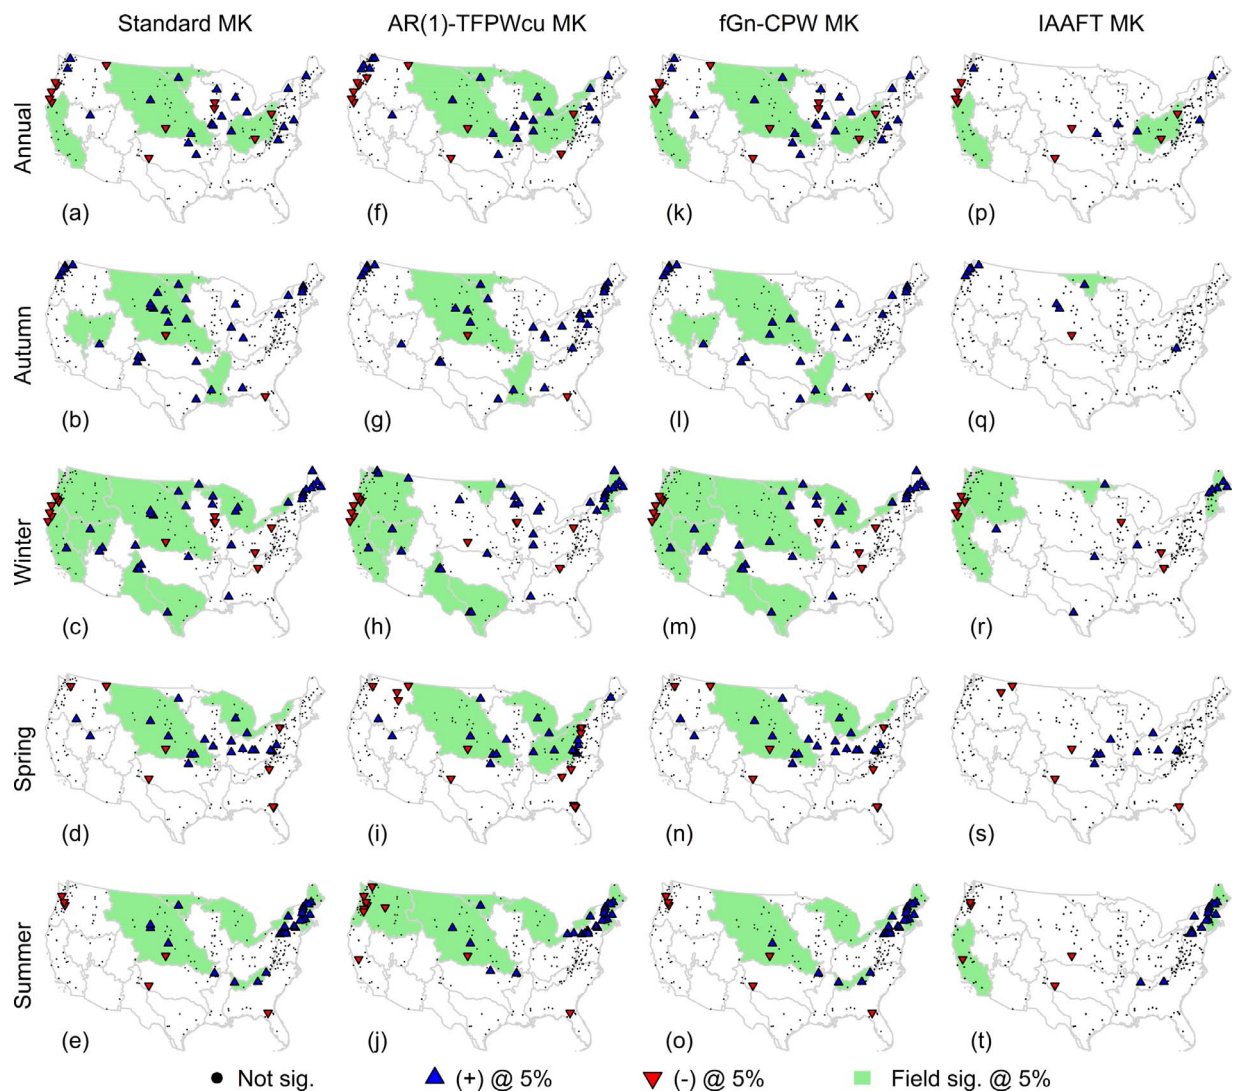 Standard MK AR(1)-TFPWcu MK fGn-CPW MK IAAFT MK
Annual
(a) (f) (k) (p)
Autumn
(b) (g) (l) (q)
Winter
(c) (h) (m) (r)
Spring
(d) (i) (n) (s)
Summer
(e) (j) (o) (t)
Not sig. (+) @ 5% (-) @ 5% Field sig. @ 5%